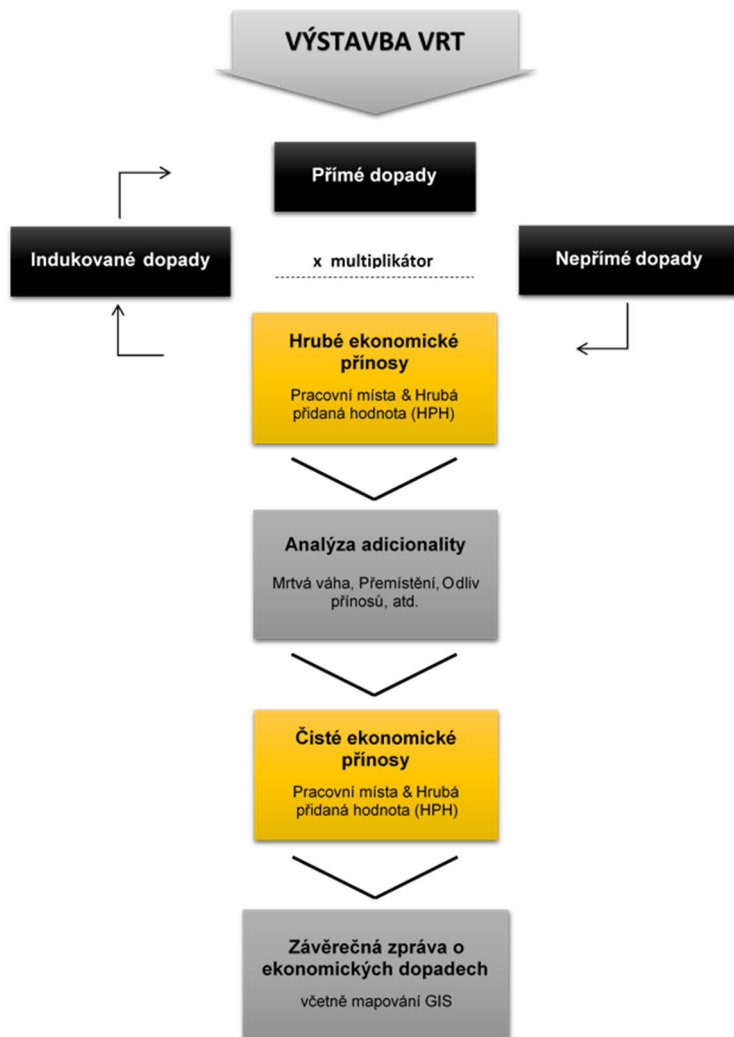 VÝSTAVBA VRT
Přímé dopady
Indukované dopady
x multiplikátor
Nepřímé dopady
Hrubé ekonomické
přínosy
Pracovní místa & Hrubá
přidaná hodnota (HPH)
Analýza adicionality
Mrtvá váha, Přemístění, Odliv
přínosů, atd.
Čisté ekonomické
přínosy
Pracovní místa & Hrubá
přidaná hodnota (HPH)
Závěrečná zpráva o
ekonomických dopadech
včetně mapování GIS